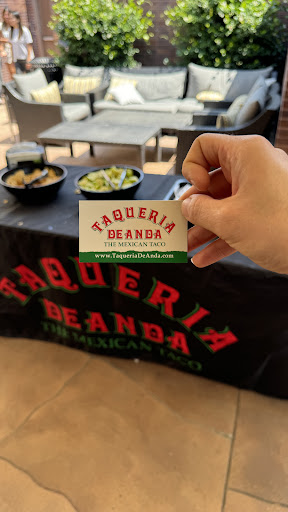 TAQUERIA
DE ANDA
THE MEXICAN TACO
www.TaqueriaDeAnda.com
TAQUERIA
DE ANDA
THE MEXICAN TACO